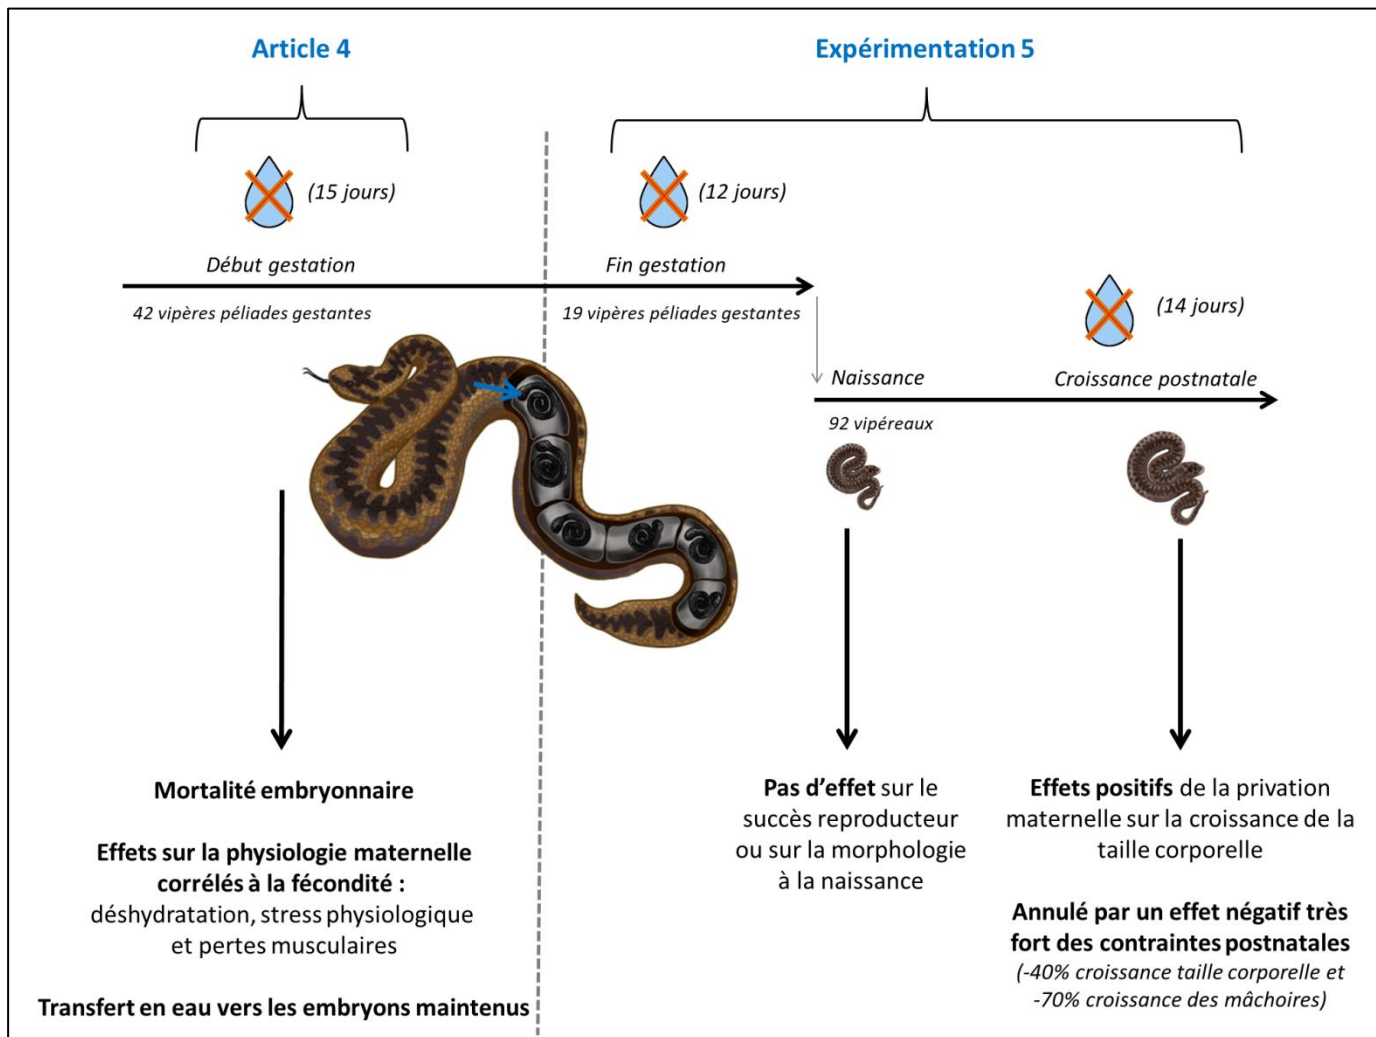 Article 4
Expérimentation 5
(15 jours)
(12 jours)
Début gestation
Fin gestation
42 vipères péliades gestantes
19 vipères péliades gestantes
(14 jours)
Naissance
Croissance postnatale
92 vipéreaux
Mortalité embryonnaire
Effets sur la physiologie maternelle
corrélés à la fécondité :
déshydratation, stress physiologique
et pertes musculaires
Transfert en eau vers les embryons maintenus
Pas d’effet sur le
succès reproducteur
ou sur la morphologie
à la naissance
Effets positifs de la privation
maternelle sur la croissance de la
taille corporelle
Annulé par un effet négatif très
fort des contraintes postnatales
(-40% croissance taille corporelle et
-70% croissance des mâchoires)